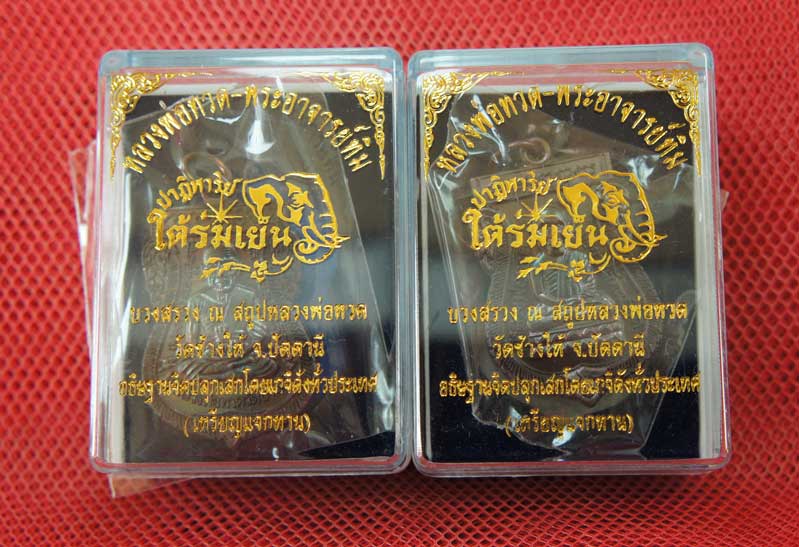 หลวงพ่อทวด-พระอาจารย์ทิม
ปาฏิหาริย์
ใต้ร่มเย็น
บวงสรวง ณ สถูปหลวงพ่อทวด
วัดช้างให้ จ.ปัตตานี
อธิษฐานจิตปลุกเสกโดยเกจิดังทั่วประเทศ
(เหรียญแจกทาน)
หลวงพ่อทวด-พระอาจารย์ทิม
ปาฏิหาริย์
ใต้ร่มเย็น
บวงสรวง ณ สถูปหลวงพ่อทวด
วัดช้างให้ จ.ปัตตานี
อธิษฐานจิตปลุกเสกโดยเกจิดังทั่วประเทศ
(เหรียญแจกทาน)